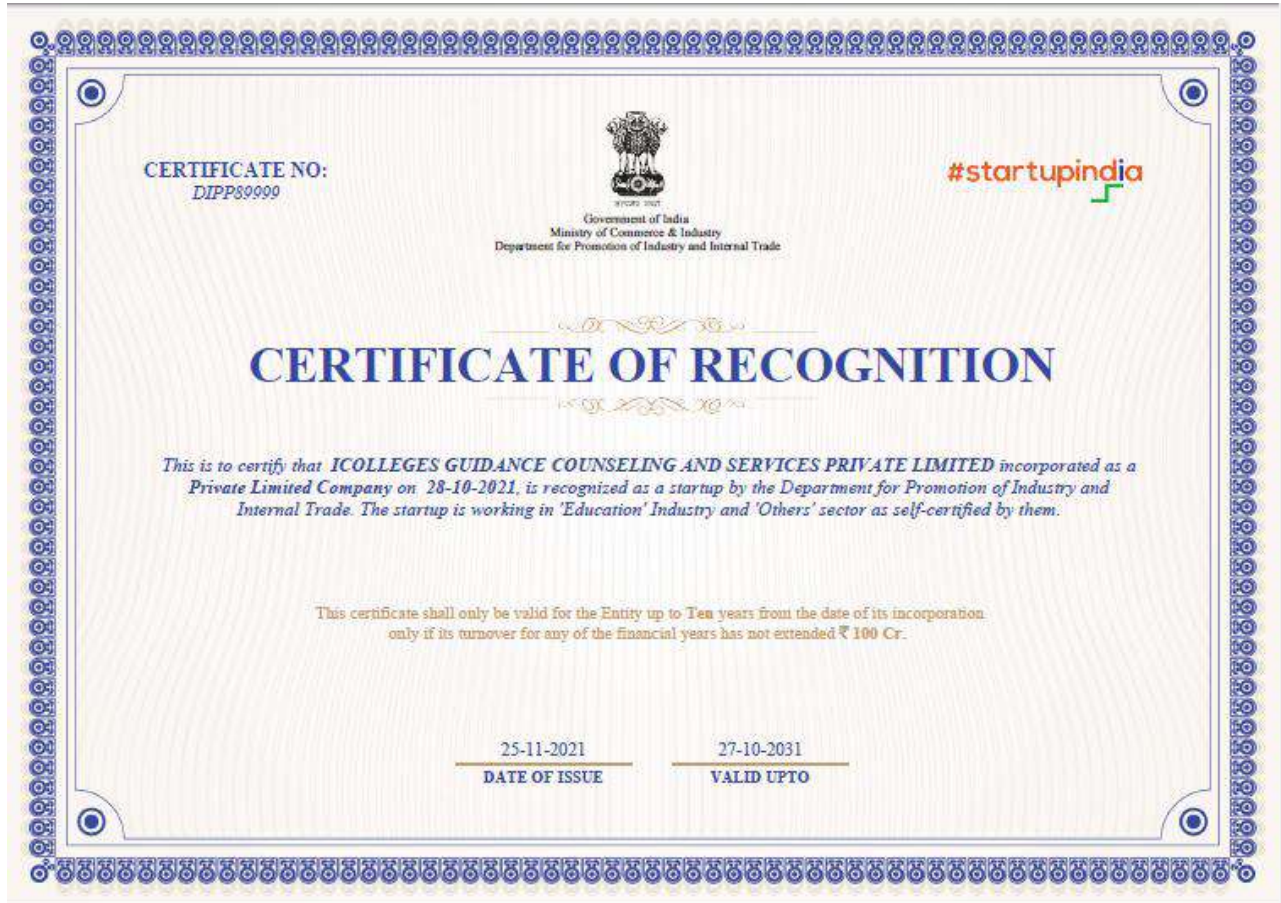 CERTIFICATE NO:
DIPP89999
#startupindia
Government of India
Ministry of Commerce & Industry
Department for Promotion of Industry and Internal Trade
CERTIFICATE OF RECOGNITION
This is to certify that ICOLLEGES GUIDANCE COUNSELING AND SERVICES PRIVATE LIMITED incorporated as a
Private Limited Company on 28-10-2021, is recognized as a startup by the Department for Promotion of Industry and
Internal Trade. The startup is working in 'Education' Industry and 'Others' sector as self-certified by them.
This certificate shall only be valid for the Entity up to Ten years from the date of its incorporation
only if its turnover for any of the financial years has not extended ₹ 100 Cr.
25-11-2021
DATE OF ISSUE
27-10-2031
VALID UPTO